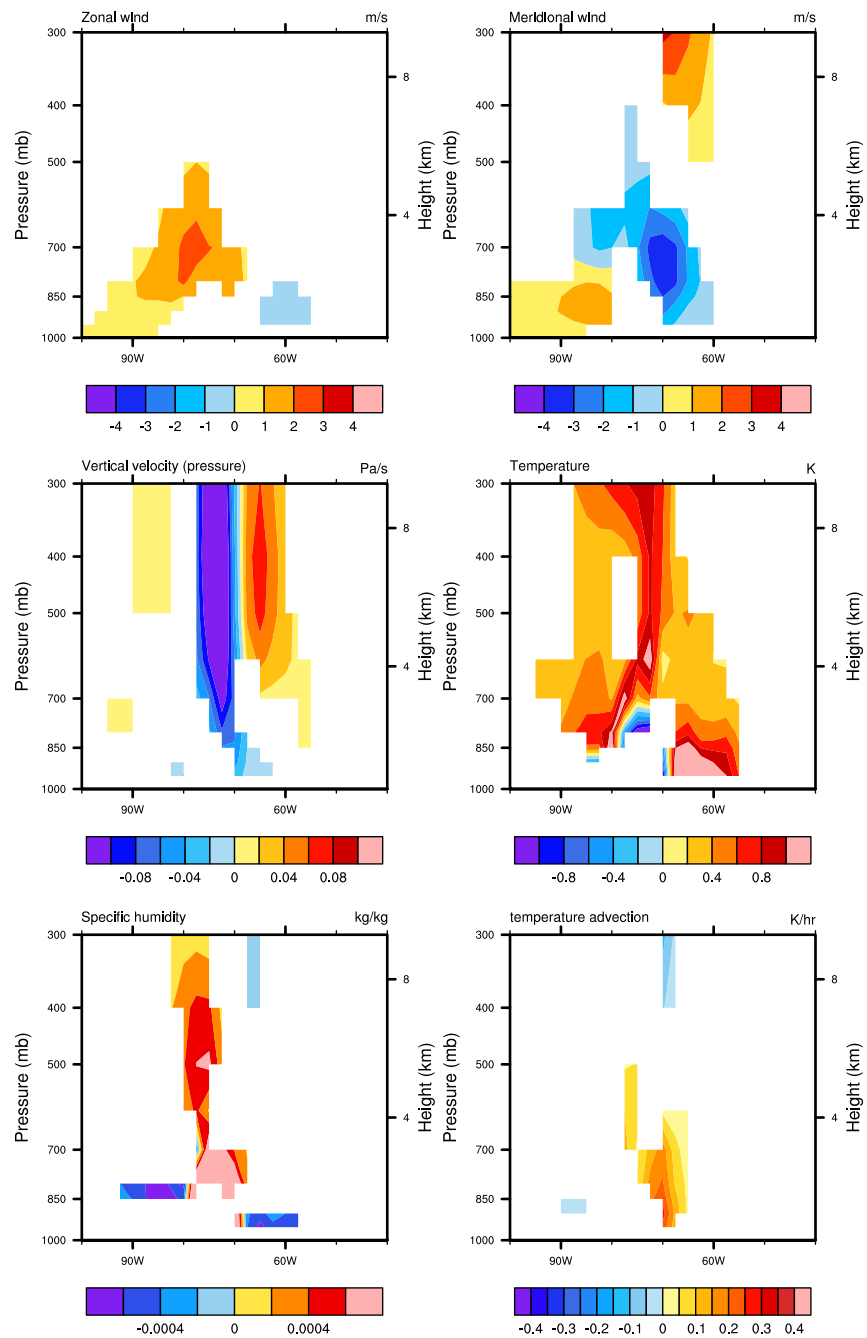 Zonal wind m/s
300
400
500
700
850
1000
Pressure (mb)
8
4
Height (km)
90W 60W
-4 -3 -2 -1 0 1 2 3 4
Meridional wind m/s
300
400
500
700
850
1000
Pressure (mb)
8
4
Height (km)
90W 60W
-4 -3 -2 -1 0 1 2 3 4
Vertical velocity (pressure) Pa/s
300
400
500
700
850
1000
Pressure (mb)
8
4
Height (km)
90W 60W
-0.08 -0.04 0 0.04 0.08
Temperature K
300
400
500
700
850
1000
Pressure (mb)
8
4
Height (km)
90W 60W
-0.8 -0.4 0 0.4 0.8
Specific humidity kg/kg
300
400
500
700
850
1000
Pressure (mb)
8
4
Height (km)
90W 60W
-0.0004 0 0.0004
temperature advection K/hr
300
400
500
700
850
1000
Pressure (mb)
8
4
Height (km)
90W 60W
-0.4 -0.3 -0.2 -0.1 0 0.1 0.2 0.3 0.4